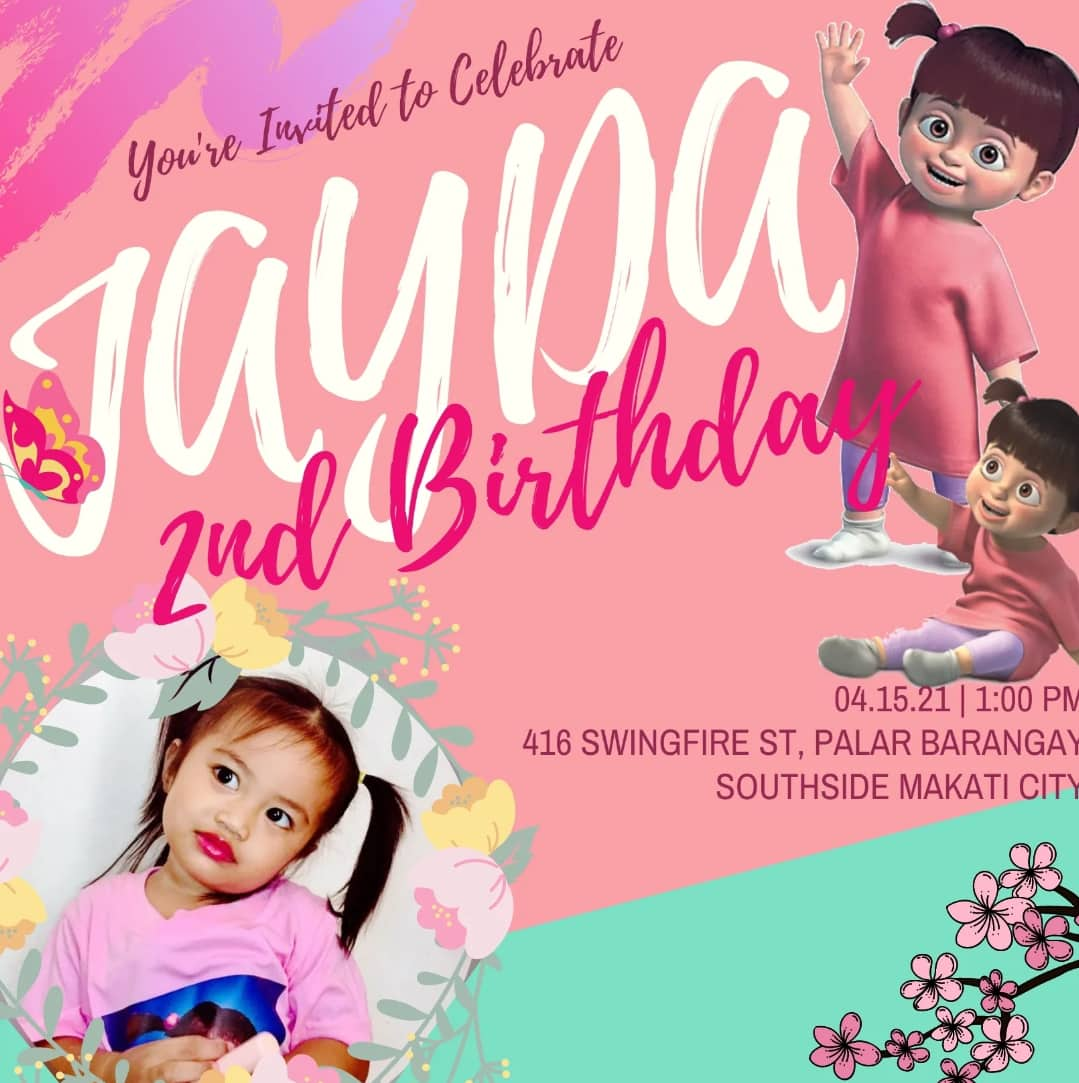 You're Invited to Celebrate
Jayda
2nd Birthday
04.15.21 | 1:00 PM
416 SWINGFIRE ST, PALAR BARANGAY
SOUTHSIDE MAKATI CITY